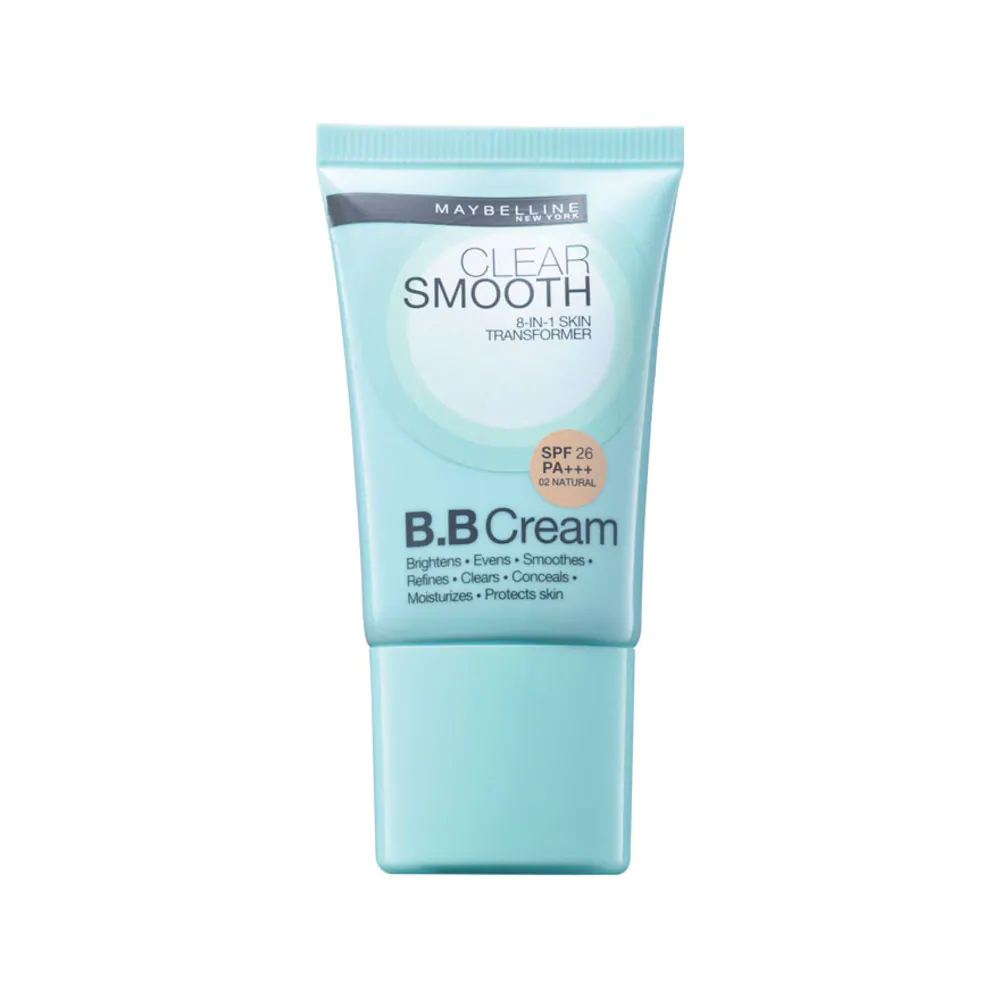 MAYBELLINE
NEW YORK
CLEAR
SMOOTH
8-IN-1 SKIN
TRANSFORMER
SPF 26
PA+++
02 NATURAL
B.B Cream
Brightens • Evens • Smoothes •
Refines • Clears • Conceals •
Moisturizes • Protects skin